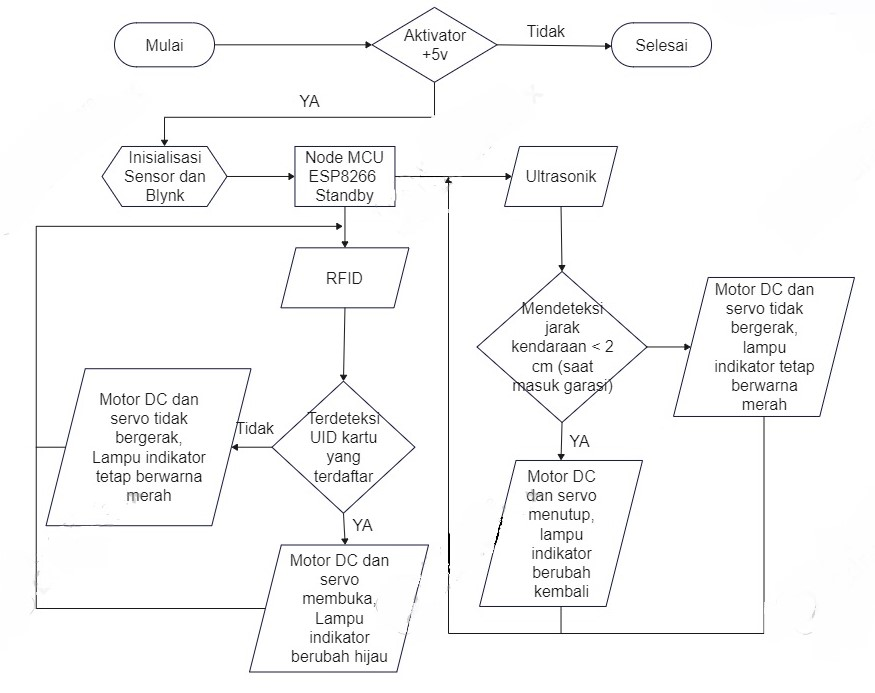 Mulai
Aktivator
+5v
Tidak
Selesai
YA
Inisialisasi
Sensor dan
Blynk
Node MCU
ESP8266
Standby
Ultrasonik
RFID
Mendeteksi
jarak
kendaraan < 2
cm (saat
masuk garasi)
Motor DC dan
servo tidak
bergerak,
lampu
indikator tetap
berwarna
merah
Motor DC dan
servo tidak
bergerak,
Lampu indikator
tetap berwarna
merah
Tidak
Terdeteksi
UID kartu
yang
terdaftar
YA
Motor DC
dan servo
menutup,
lampu
indikator
berubah
kembali
YA
Motor DC dan
servo
membuka,
Lampu
indikator
berubah hijau